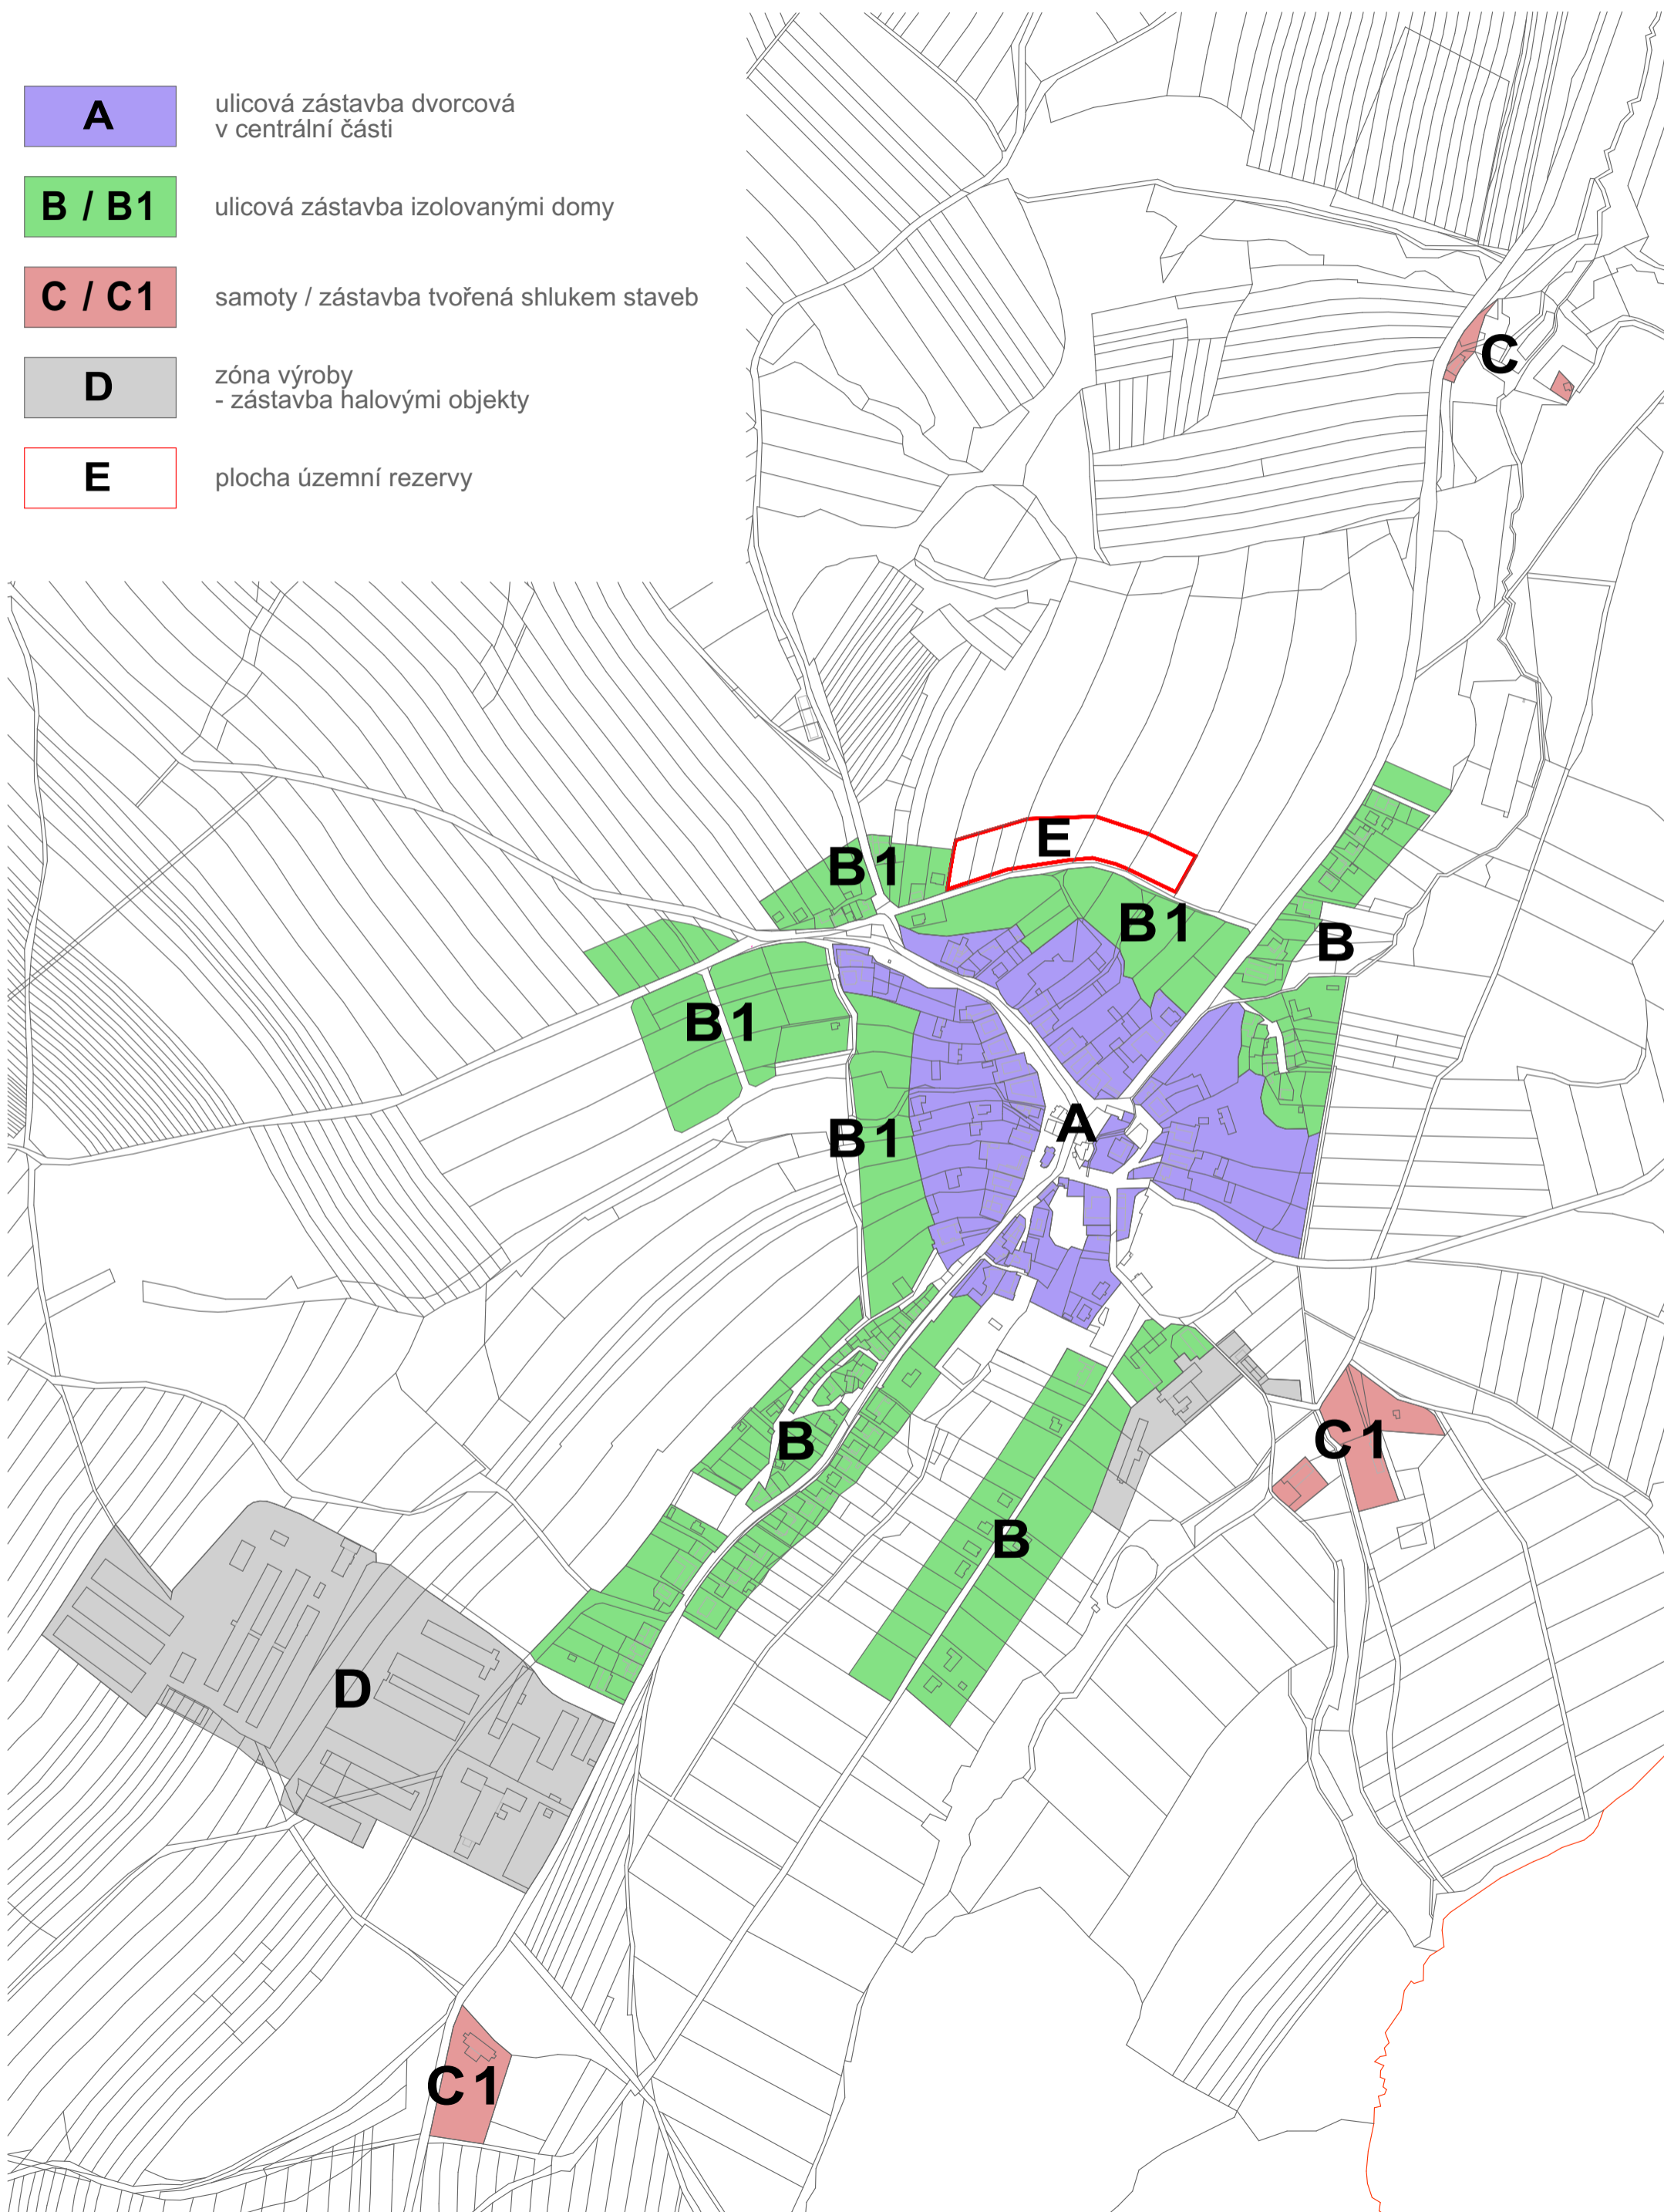 A
ulicová zástavba dvorcová
v centrální části
B / B1
ulicová zástavba izolovanými domy
C / C1
samoty / zástavba tvořená shlukem staveb
D
zóna výroby
- zástavba halovými objekty
E
plocha územní rezervy
C
E
B1
B1
B
B1
A
B1
B
C1
B
D
C1